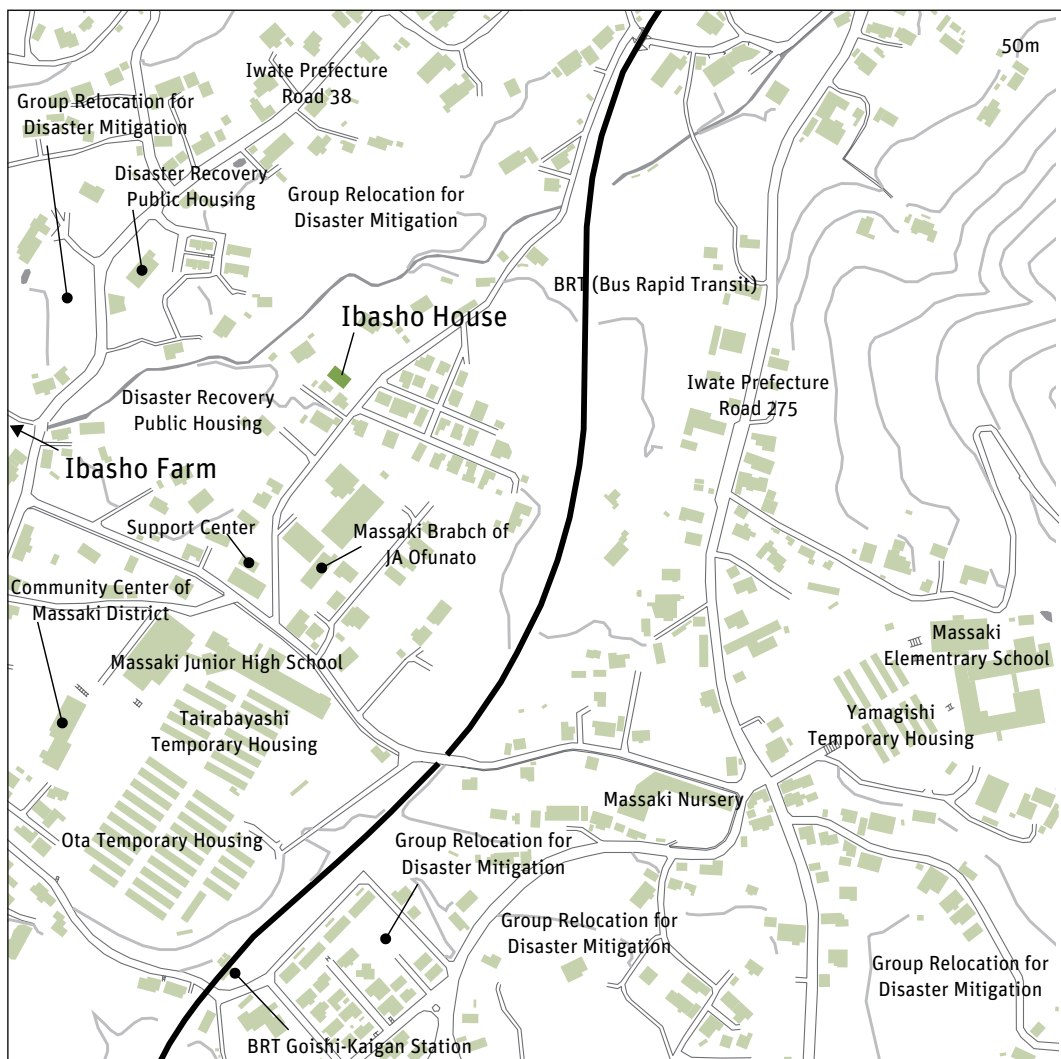 50m
Iwate Prefecture
Road 38
Group Relocation for
Disaster Mitigation
Disaster Recovery
Public Housing
Group Relocation for
Disaster Mitigation
BRT (Bus Rapid Transit)
Ibasho House
Iwate Prefecture
Road 275
Disaster Recovery
Public Housing
Ibasho Farm
Support Center
Massaki Brabch of
JA Ofunato
Community Center of
Massaki District
Massaki Junior High School
Massaki
Elementrary School
Tairabayashi
Temporary Housing
Yamagishi
Temporary Housing
Massaki Nursery
Ota Temporary Housing
Group Relocation for
Disaster Mitigation
Group Relocation for
Disaster Mitigation
Group Relocation for
Disaster Mitigation
BRT Goishi-Kaigan Station